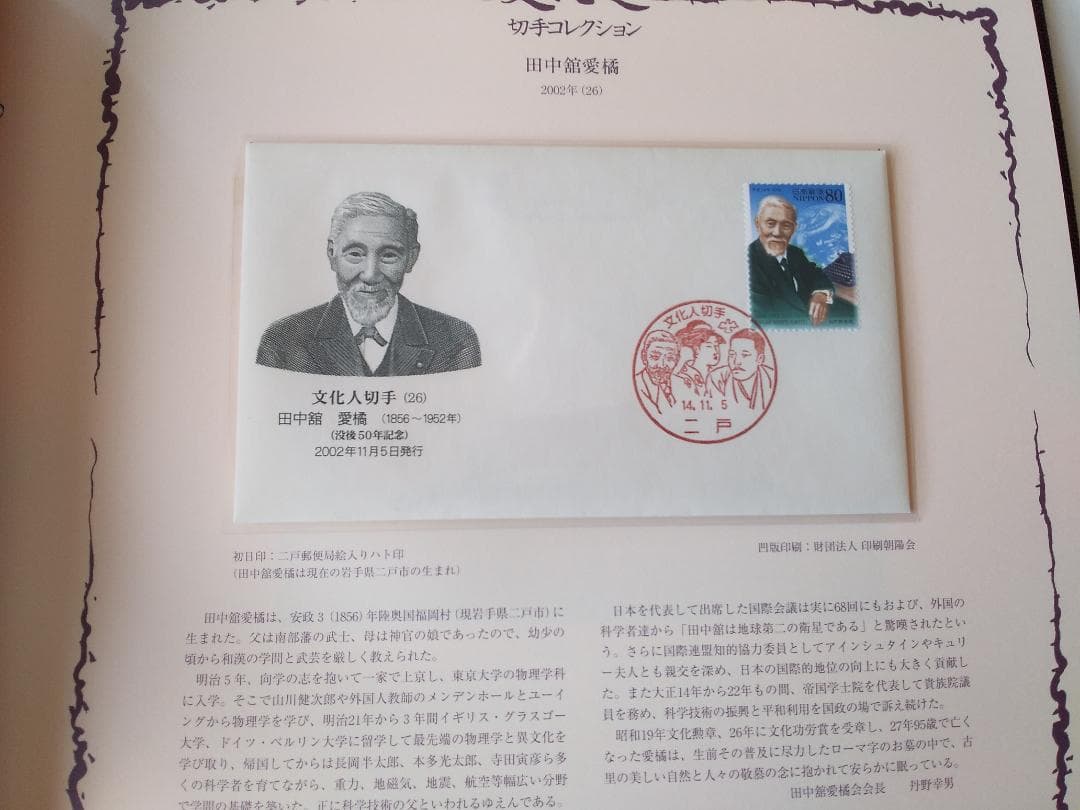 切手コレクション
田中舘愛橘
2002年(26)
日本郵便
NIPPON 80
文化人切手
14.11.5
二戸
文化人切手(26)
田中舘 愛橘 (1856〜1952年)
(没後50年記念)
2002年11月5日発行
初日印:二戸郵便局絵入りハト印
(田中舘愛橘は現在の岩手県二戸市の生まれ)
凹版印刷:財団法人 印刷朝陽会
田中舘愛橘は、安政3(1856)年陸奥国福岡村(現岩手県二戸市)に
生まれた。父は南部藩の武士、母は神官の娘であったので、幼少の
頃から和漢の学問と武芸を厳しく教えられた。
明治5年、向学の志を抱いて一家で上京し、東京大学の物理学科
に入学。そこで山川健次郎や外国人教師のメンデンホールとユーイ
ングから物理学を学び、明治21年から3年間イギリス・グラスゴー
大学、ドイツ・ベルリン大学に留学して最先端の物理学と異文化を
学び取り、帰国してからは長岡半太郎、本多光太郎、寺田寅彦ら多
くの科学者を育てながら、重力、地磁気、地震、航空等幅広い分野
で学問の基礎を築いた。正に科学技術の父といわれるゆえんである。
日本を代表して出席した国際会議は実に68回にもおよび、外国の
科学者達から「田中舘は地球第二の衛星である」と驚嘆されたとい
う。さらに国際連盟知的協力委員としてアインシュタインやキュリ
ー夫人とも親交を深め、日本の国際的地位の向上にも大きく貢献し
た。また大正14年から22年もの間、帝国学士院を代表して貴族院議
員を務め、科学技術の振興と平和利用を国政の場で訴え続けた。
昭和19年文化勲章、26年に文化功労賞を受章し、27年95歳で亡く
なった愛橘は、生前その普及に尽力したローマ字のお墓の中で、古
里の美しい自然と人々の敬慕の念に抱かれて安らかに眠っている。
田中舘愛橘会会長 丹野幸男